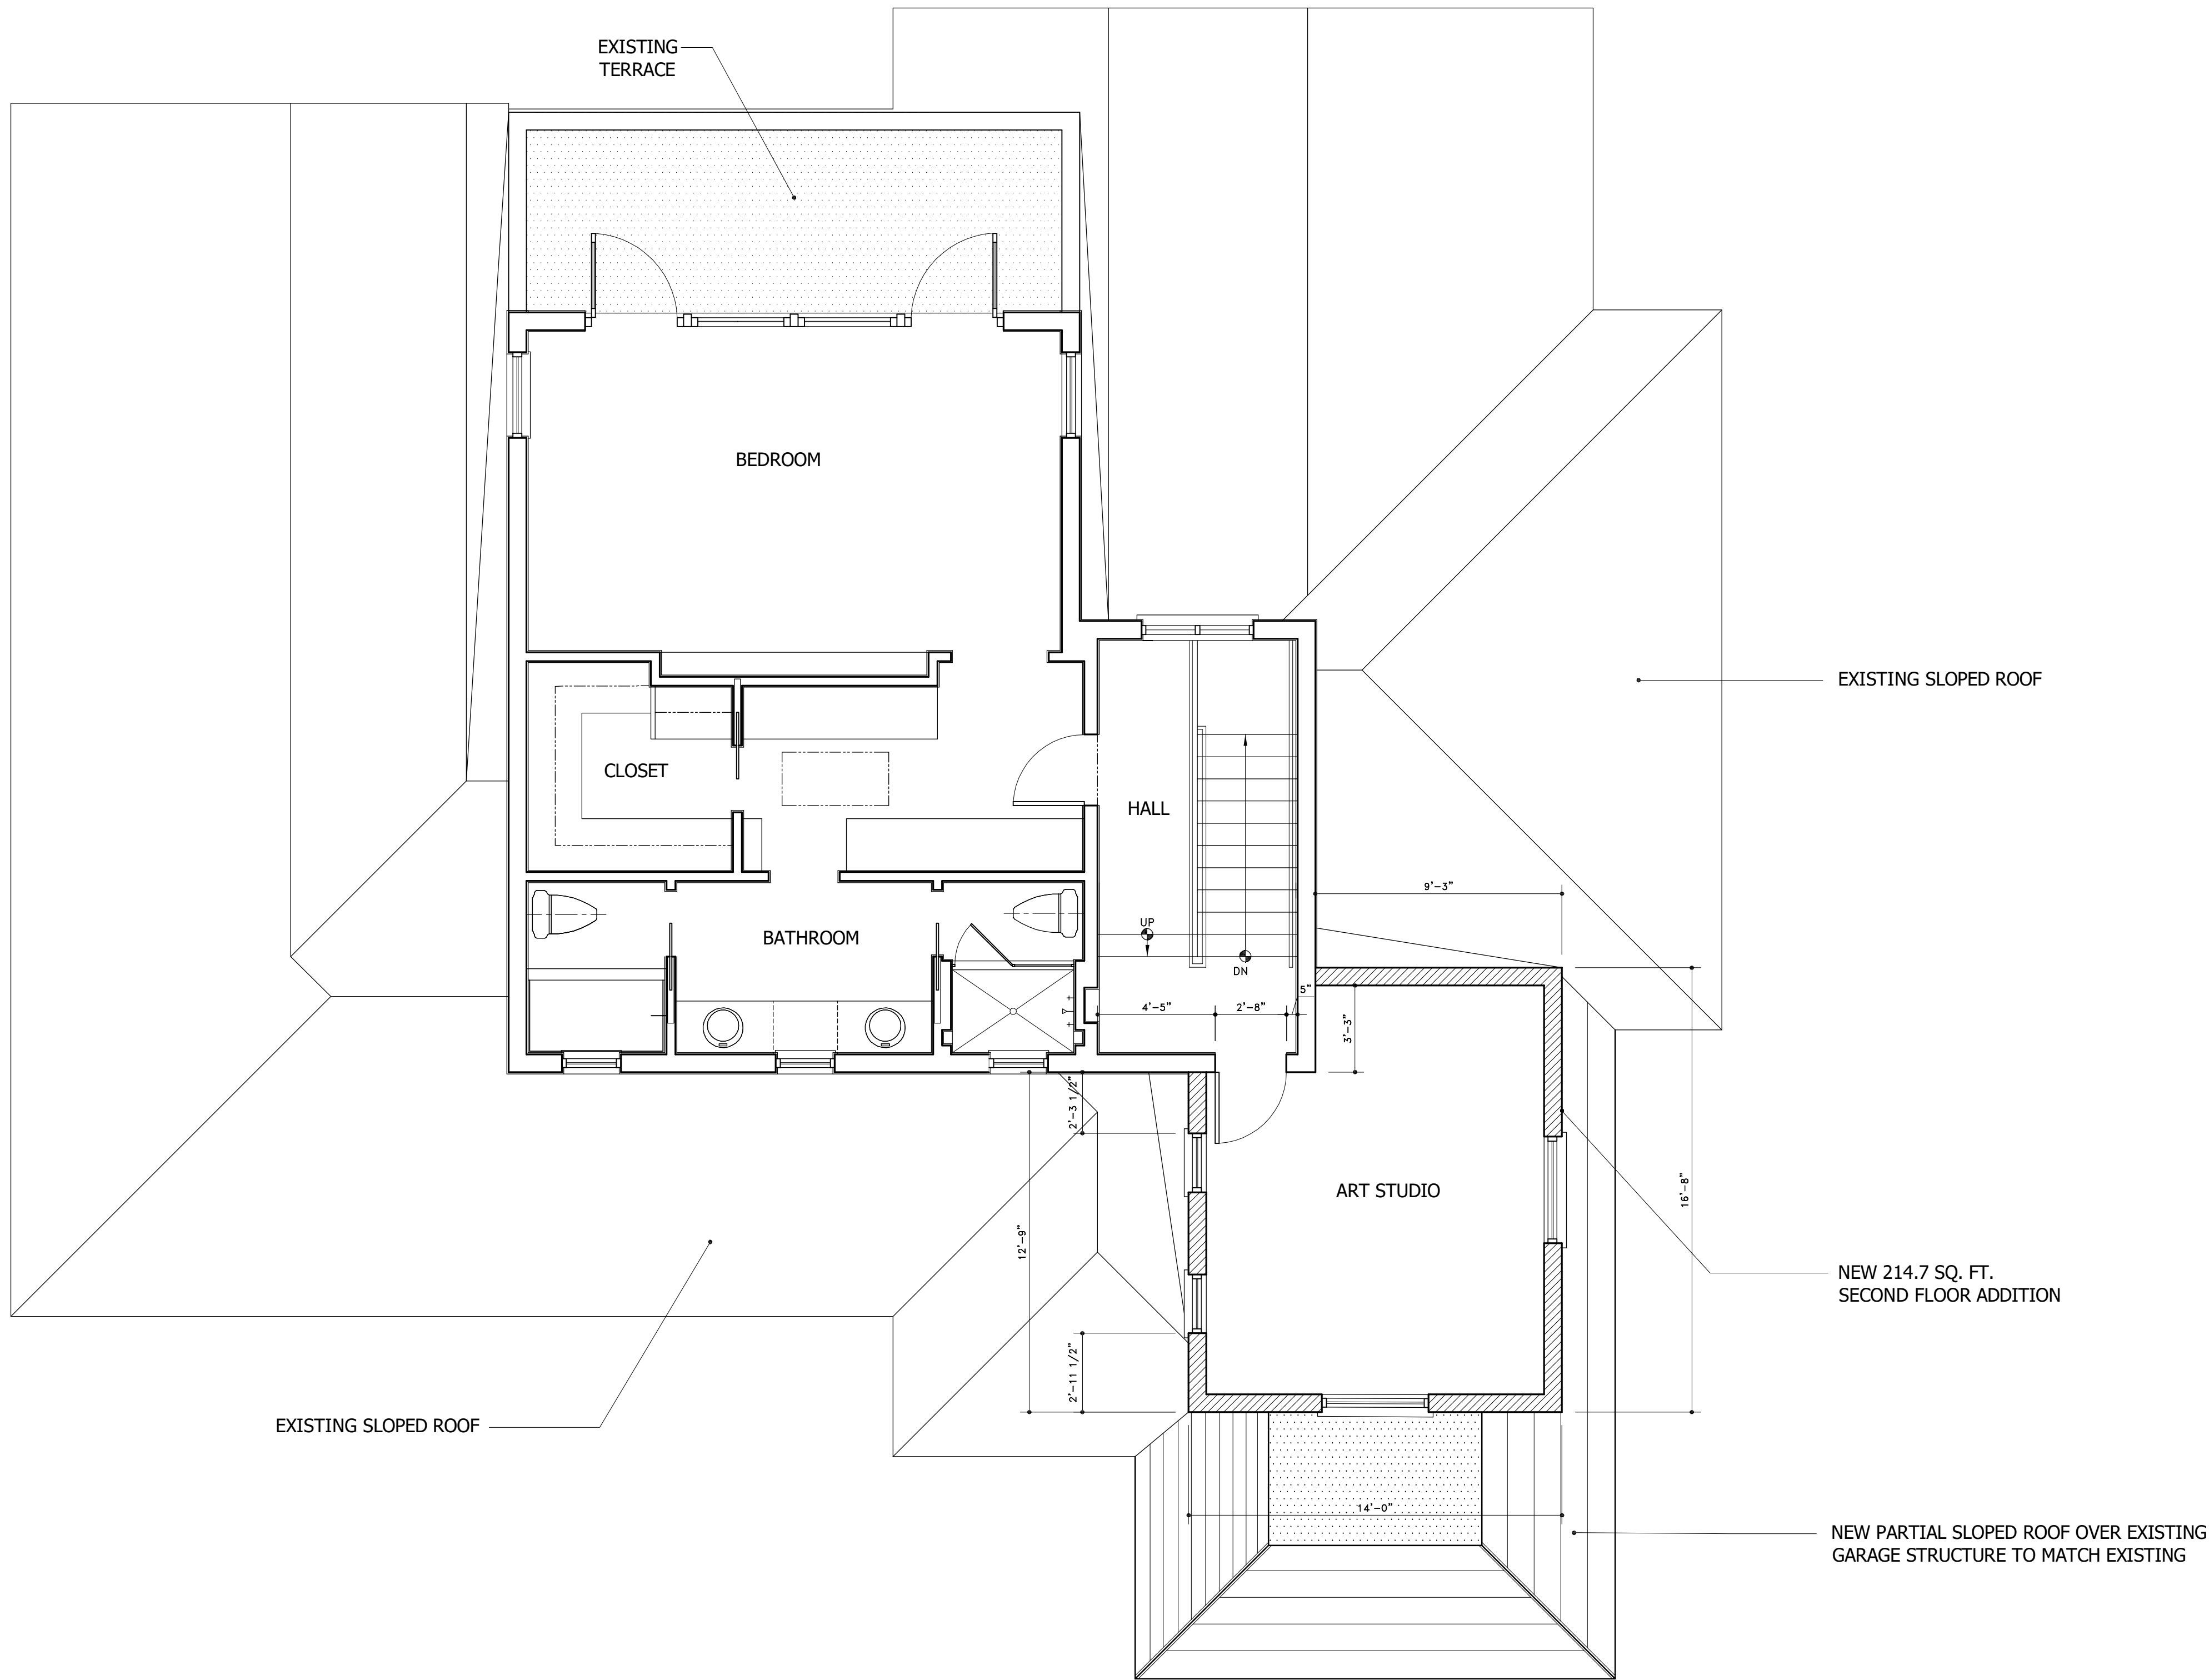 EXISTING
TERRACE
BEDROOM
EXISTING SLOPED ROOF
CLOSET
HALL
9'-3"
UP
BATHROOM
DN
5"
4'-5"
2'-8"
3'-3"
2'-3 1/2"
ART STUDIO
16'-8"
12'-9"
NEW 214.7 SQ. FT.
SECOND FLOOR ADDITION
2'-11 1/2"
EXISTING SLOPED ROOF
14'-0"
NEW PARTIAL SLOPED ROOF OVER EXISTING
GARAGE STRUCTURE TO MATCH EXISTING